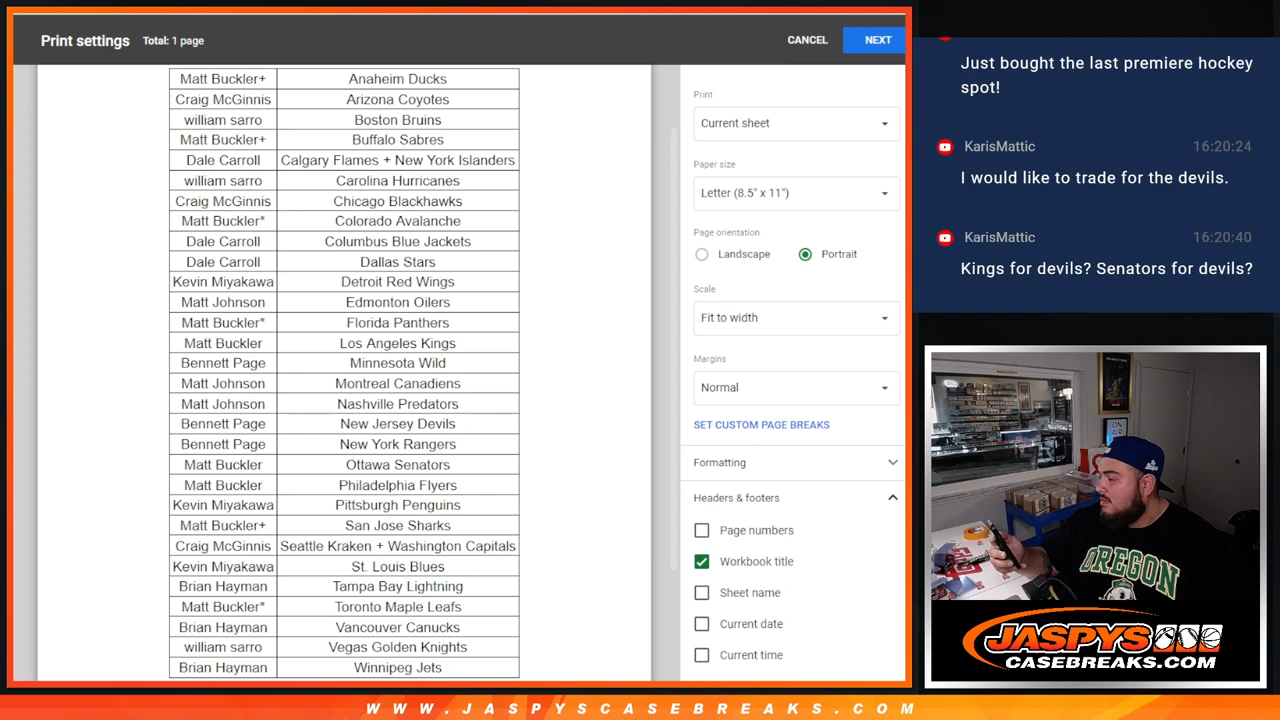 Print settings Total: 1 page CANCEL NEXT
Matt Buckler+ Anaheim Ducks
Craig McGinnis Arizona Coyotes
william sarro Boston Bruins
Matt Buckler+ Buffalo Sabres
Dale Carroll Calgary Flames + New York Islanders
william sarro Carolina Hurricanes
Craig McGinnis Chicago Blackhawks
Matt Buckler* Colorado Avalanche
Dale Carroll Columbus Blue Jackets
Dale Carroll Dallas Stars
Kevin Miyakawa Detroit Red Wings
Matt Johnson Edmonton Oilers
Matt Buckler* Florida Panthers
Matt Buckler Los Angeles Kings
Bennett Page Minnesota Wild
Matt Johnson Montreal Canadiens
Matt Johnson Nashville Predators
Bennett Page New Jersey Devils
Bennett Page New York Rangers
Matt Buckler Ottawa Senators
Matt Buckler Philadelphia Flyers
Kevin Miyakawa Pittsburgh Penguins
Matt Buckler+ San Jose Sharks
Craig McGinnis Seattle Kraken + Washington Capitals
Kevin Miyakawa St. Louis Blues
Brian Hayman Tampa Bay Lightning
Matt Buckler* Toronto Maple Leafs
Brian Hayman Vancouver Canucks
william sarro Vegas Golden Knights
Brian Hayman Winnipeg Jets
Print
Current sheet
Paper size
Letter (8.5" x 11")
Page orientation
Landscape Portrait
Scale
Fit to width
Margins
Normal
SET CUSTOM PAGE BREAKS
Formatting
Headers & footers
Page numbers
Workbook title
Sheet name
Current date
Current time
Just bought the last premiere hockey
spot!
KarisMattic 16:20:24
I would like to trade for the devils.
KarisMattic 16:20:40
Kings for devils? Senators for devils?
ON
AIR
OREGON
JASPYS
CASEBREAKS.COM
WWW.JASPYSCASEBREAKS.COM